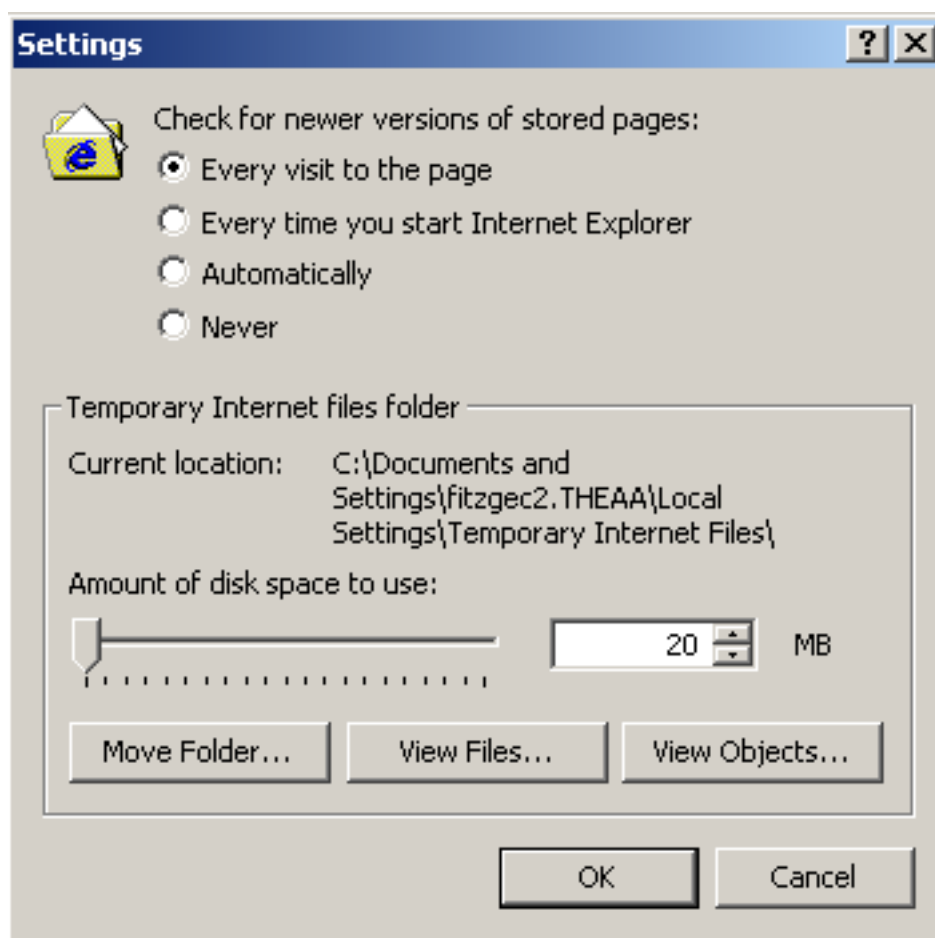 Settings
Check for newer versions of stored pages:
Every visit to the page
Every time you start Internet Explorer
Automatically
Never
Temporary Internet files folder
Current location: C:\Documents and
Settings\fitzgec2.THEAA\Local
Settings\Temporary Internet Files\
Amount of disk space to use:
20 MB
Move Folder... View Files... View Objects...
OK Cancel